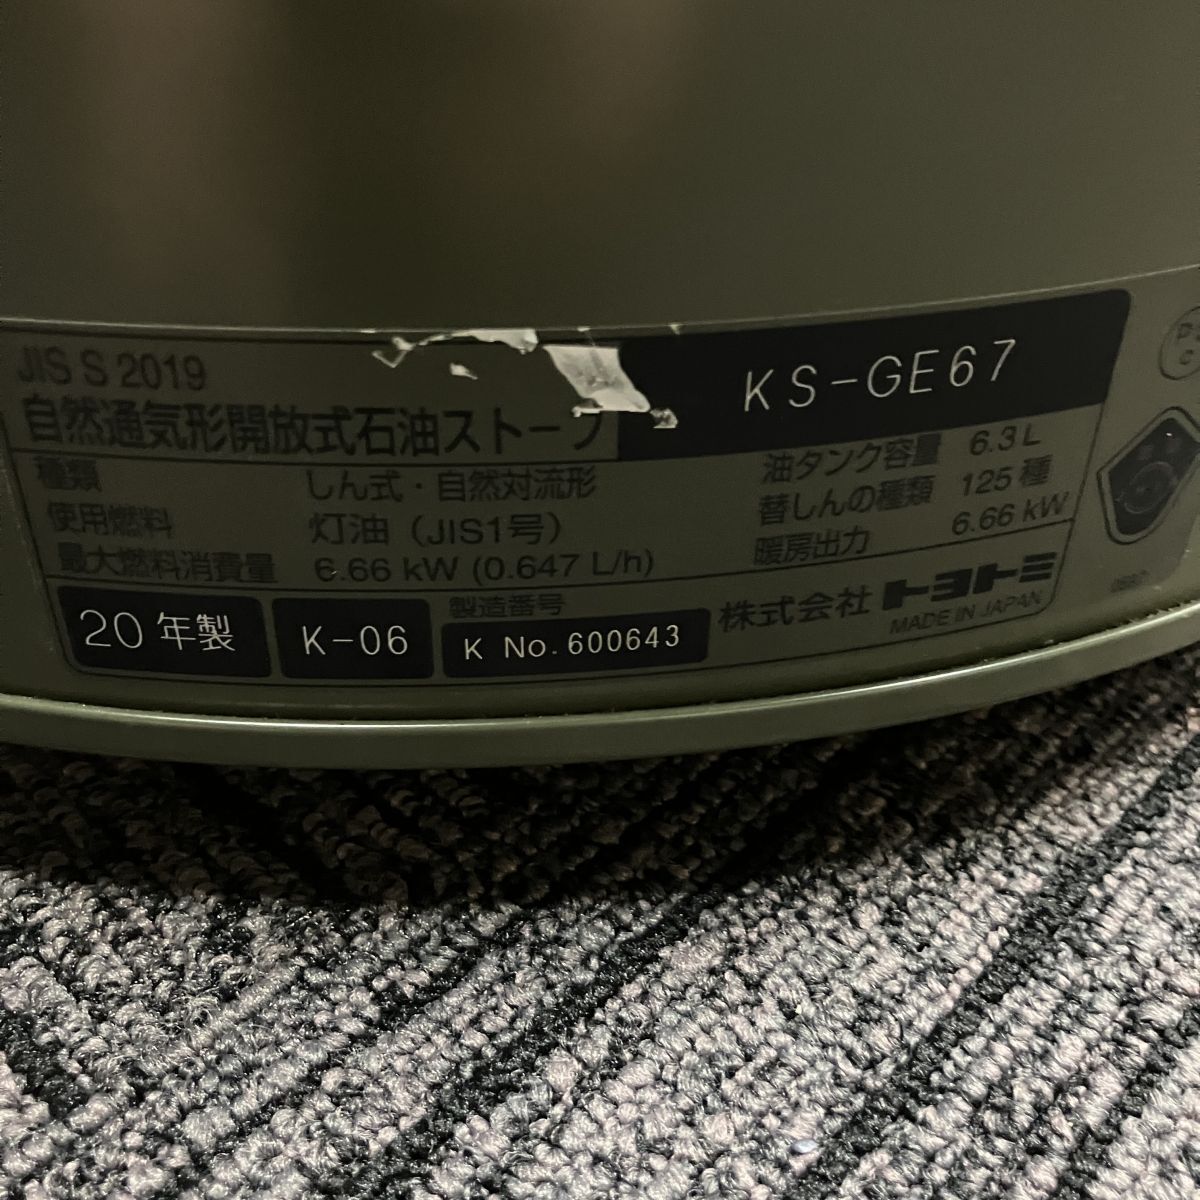 JIS S 2019
自然通気形開放式石油ストーブ
KS-GE67
種類 しん式・自然対流形
使用燃料 灯油（JIS1号）
最大燃料消費量 6.66 kW (0.647 L/h)
油タンク容量 6.3 L
替しんの種類 125 種
暖房出力 6.66 kW
20年製
K-06
製造番号
K No.600643
株式会社 トヨトミ
MADE IN JAPAN